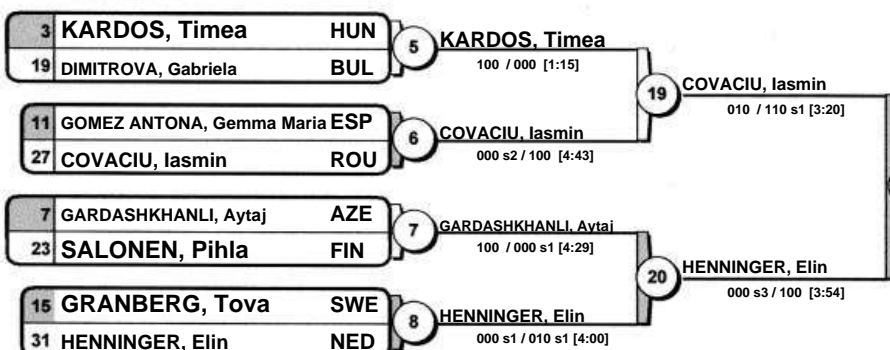 3 KARDOS, Timea HUN
19 DIMITROVA, Gabriela BUL
5
KARDOS, Timea
100 / 000 [1:15]
11 GOMEZ ANTONA, Gemma Maria ESP
27 COVACIU, Iasmin ROU
6
COVACIU, Iasmin
000 s2 / 100 [4:43]
19
COVACIU, Iasmin
010 / 110 s1 [3:20]
7 GARDASHKHANLI, Aytaj AZE
23 SALONEN, Pihla FIN
7
GARDASHKHANLI, Aytaj
100 / 000 s1 [4:29]
15 GRANBERG, Tova SWE
31 HENNINGER, Elin NED
8
HENNINGER, Elin
000 s1 / 010 s1 [4:00]
20
HENNINGER, Elin
000 s3 / 100 [3:54]